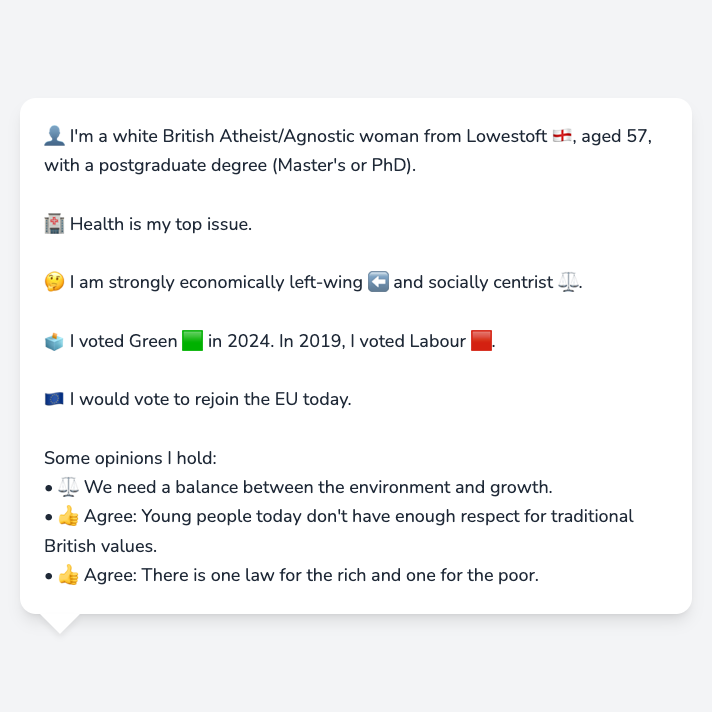 👤 I'm a white British Atheist/Agnostic woman from Lowestoft 🏴󠁧󠁢󠁥󠁮󠁧󠁿, aged 57,
with a postgraduate degree (Master's or PhD).
🏥 Health is my top issue.
🤔 I am strongly economically left-wing ⬅️ and socially centrist ⚖️.
🗳️ I voted Green 🟩 in 2024. In 2019, I voted Labour 🟥.
🇪🇺 I would vote to rejoin the EU today.
Some opinions I hold:
• ⚖️ We need a balance between the environment and growth.
• 👍 Agree: Young people today don't have enough respect for traditional
British values.
• 👍 Agree: There is one law for the rich and one for the poor.